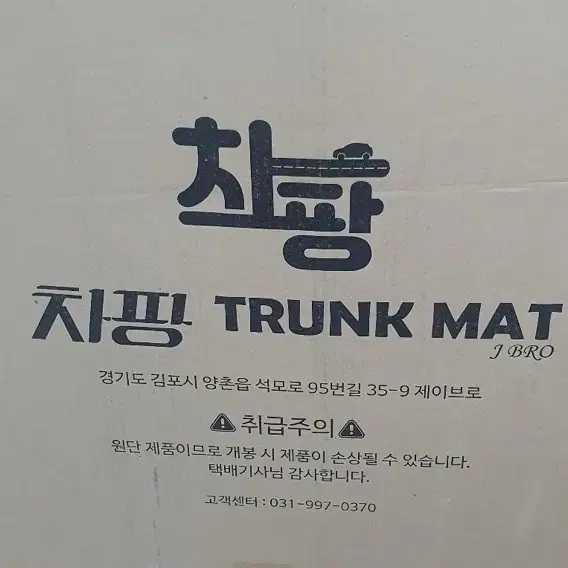 차팡
차팡 TRUNK MAT
J BRO
경기도 김포시 양촌읍 석모로 95번길 35-9 제이브로
취급주의
원단 제품이므로 개봉 시 제품이 손상될 수 있습니다.
택배기사님 감사합니다.
고객센터 : 031-997-0370